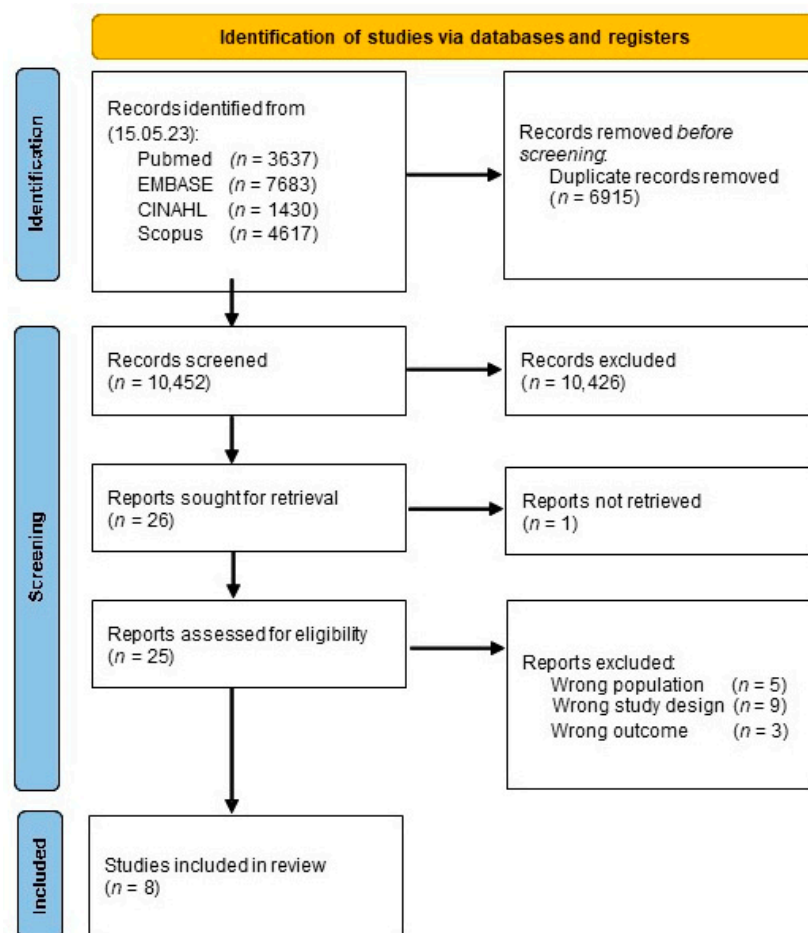 Identification of studies via databases and registers
Identification
Records identified from
(15.05.23):
Pubmed (n = 3637)
EMBASE (n = 7683)
CINAHL (n = 1430)
Scopus (n = 4617)
Records removed before
screening:
Duplicate records removed
(n = 6915)
Screening
Records screened
(n = 10,452)
Records excluded
(n = 10,426)
Reports sought for retrieval
(n = 26)
Reports not retrieved
(n = 1)
Reports assessed for eligibility
(n = 25)
Reports excluded:
Wrong population (n = 5)
Wrong study design (n = 9)
Wrong outcome (n = 3)
Included
Studies included in review
(n = 8)